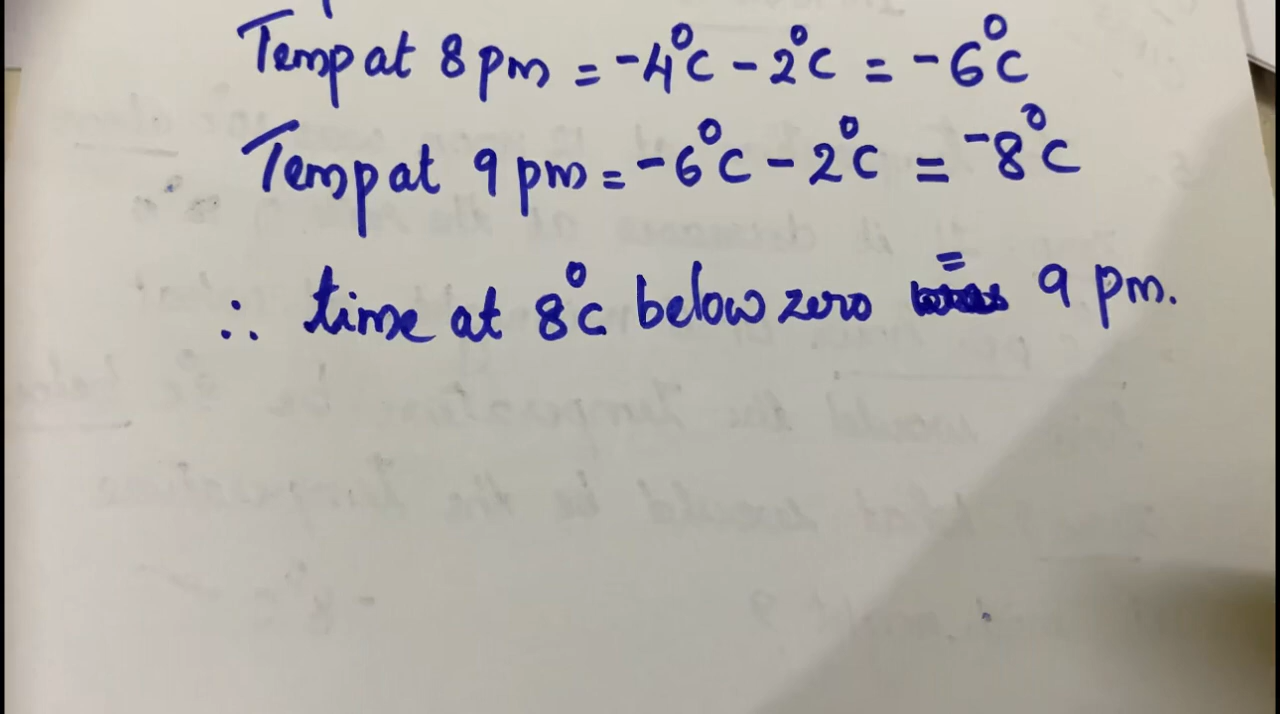 Temp at 8 pm = -4°C - 2°C = -6°C
Temp at 9 pm = -6°C - 2°C = -8°C
∴ time at 8°C below zero = 9 pm.